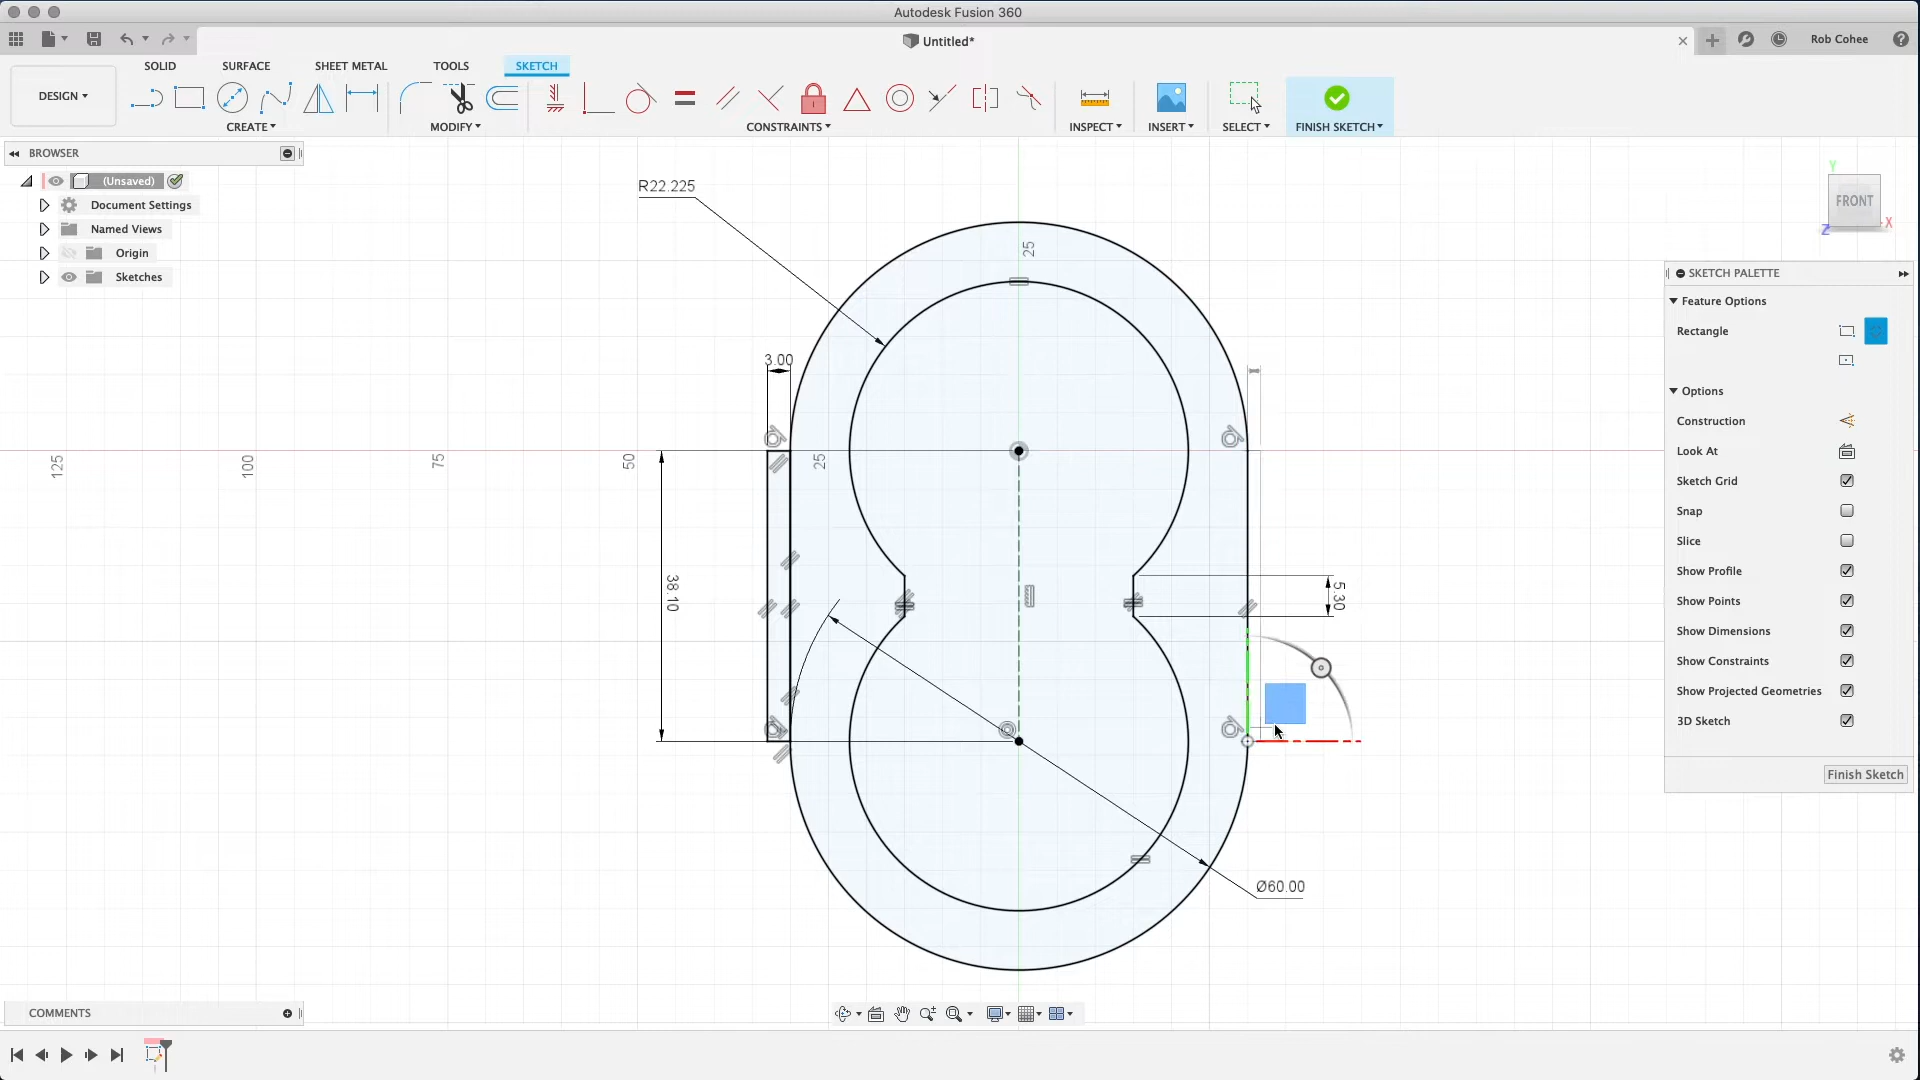 Autodesk Fusion 360
Untitled*
Rob Cohee
SOLID SURFACE SHEET METAL TOOLS SKETCH
DESIGN
CREATE MODIFY CONSTRAINTS INSPECT INSERT SELECT FINISH SKETCH
BROWSER
(Unsaved)
Document Settings
Named Views
Origin
Sketches
R22.225
25
3.00
125 100 75 50 25
38.10
5.30
Ø60.00
Y
FRONT
X
Z
SKETCH PALETTE
Feature Options
Rectangle
Options
Construction
Look At
Sketch Grid
Snap
Slice
Show Profile
Show Points
Show Dimensions
Show Constraints
Show Projected Geometries
3D Sketch
Finish Sketch
COMMENTS